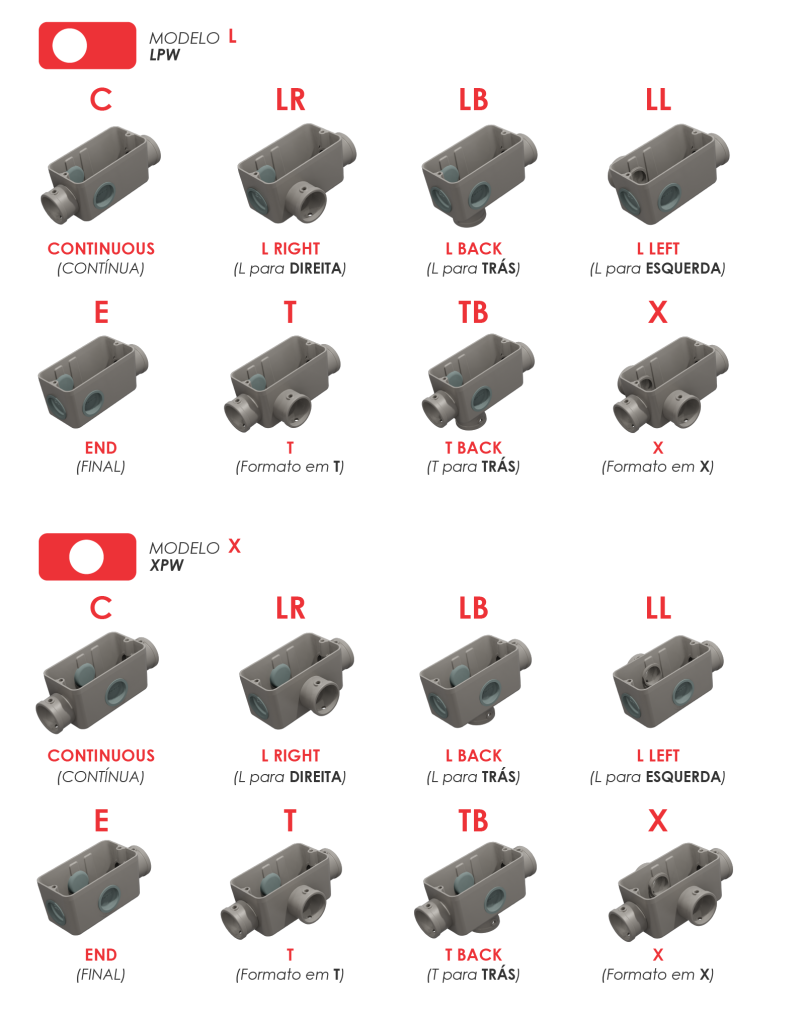 MODELO L
LPW
C LR LB LL
CONTINUOUS L RIGHT L BACK L LEFT
(CONTÍNUA) (L para DIREITA) (L para TRÁS) (L para ESQUERDA)
E T TB X
END T T BACK X
(FINAL) (Formato em T) (T para TRÁS) (Formato em X)
MODELO X
XPW
C LR LB LL
CONTINUOUS L RIGHT L BACK L LEFT
(CONTÍNUA) (L para DIREITA) (L para TRÁS) (L para ESQUERDA)
E T TB X
END T T BACK X
(FINAL) (Formato em T) (T para TRÁS) (Formato em X)